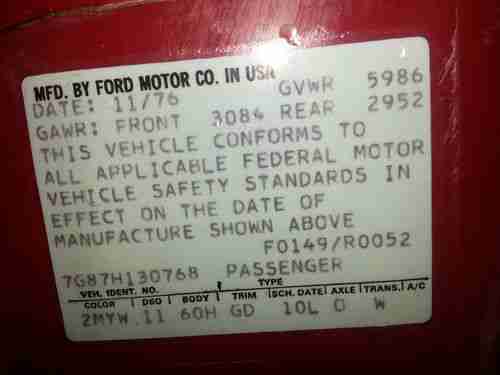 MFD. BY FORD MOTOR CO. IN USA
DATE: 11/76 GVWR 5986
GAWR: FRONT 3084 REAR 2952
THIS VEHICLE CONFORMS TO
ALL APPLICABLE FEDERAL MOTOR
VEHICLE SAFETY STANDARDS IN
EFFECT ON THE DATE OF
MANUFACTURE SHOWN ABOVE
F0149/R0052
7G87H130768 PASSENGER
VEH. IDENT. NO. TYPE
COLOR DSO BODY TRIM SCH. DATE AXLE TRANS. A/C
2MYW 11 60H GD 10L O W